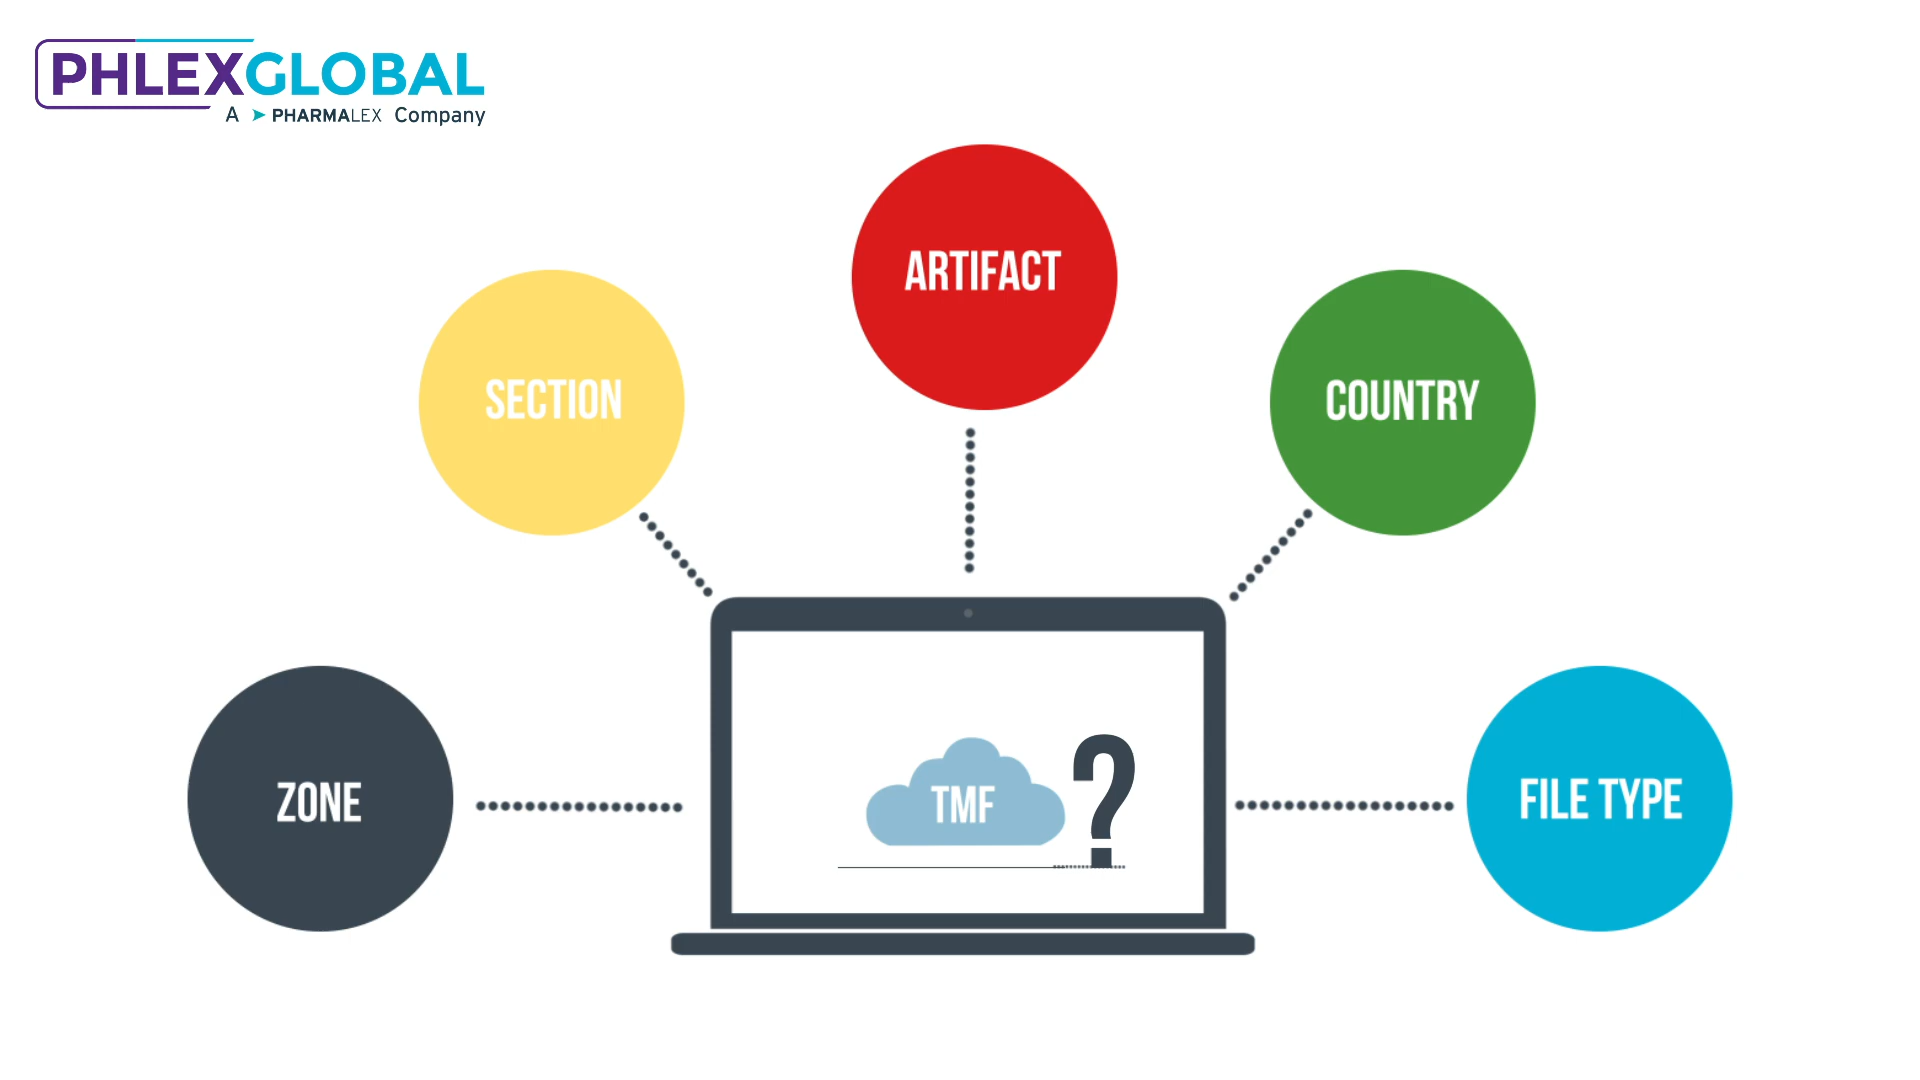 PHLEXGLOBAL
A PHARMALEX Company
ARTIFACT
SECTION
COUNTRY
ZONE
TMF ?
FILE TYPE